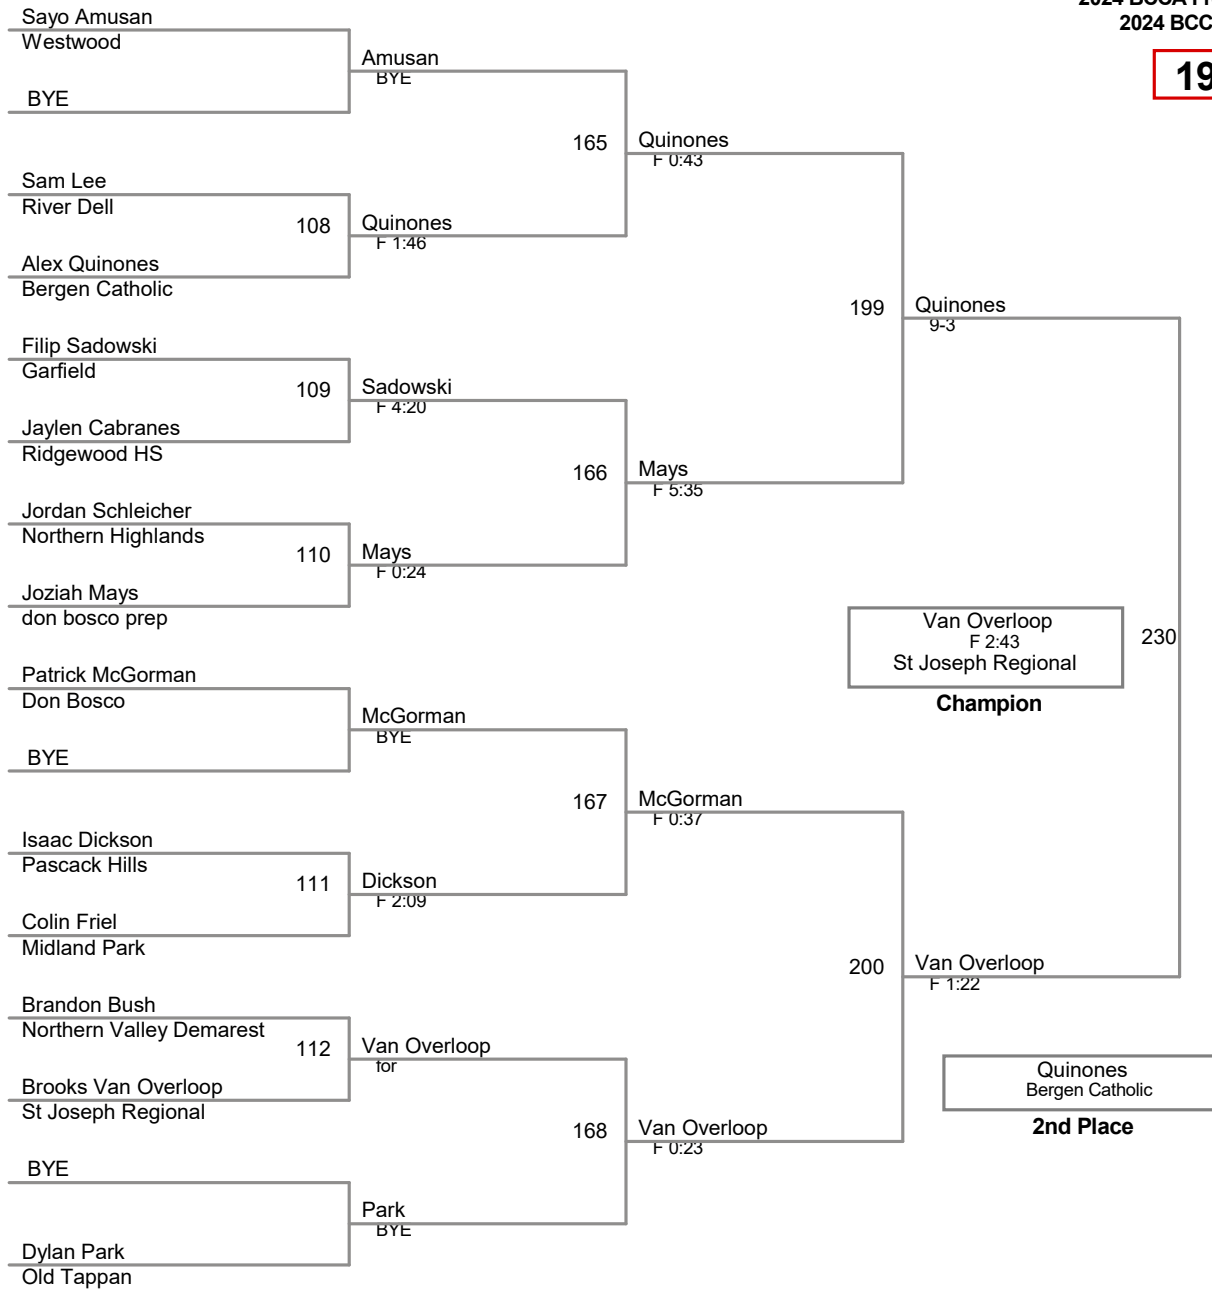 2024 BCC
19
Sayo Amusan
Westwood
BYE
Amusan
BYE
165
Quinones
F 0:43
Sam Lee
River Dell
108
Quinones
F 1:46
Alex Quinones
Bergen Catholic
199
Quinones
9-3
Filip Sadowski
Garfield
109
Sadowski
F 4:20
Jaylen Cabranes
Ridgewood HS
166
Mays
F 5:35
Jordan Schleicher
Northern Highlands
110
Mays
F 0:24
Joziah Mays
don bosco prep
Van Overloop
F 2:43
St Joseph Regional
Champion
230
Patrick McGorman
Don Bosco
McGorman
BYE
BYE
167
McGorman
F 0:37
Isaac Dickson
Pascack Hills
111
Dickson
F 2:09
Colin Friel
Midland Park
200
Van Overloop
F 1:22
Brandon Bush
Northern Valley Demarest
112
Van Overloop
for
Brooks Van Overloop
St Joseph Regional
Quinones
Bergen Catholic
2nd Place
168
Van Overloop
F 0:23
BYE
Park
BYE
Dylan Park
Old Tappan